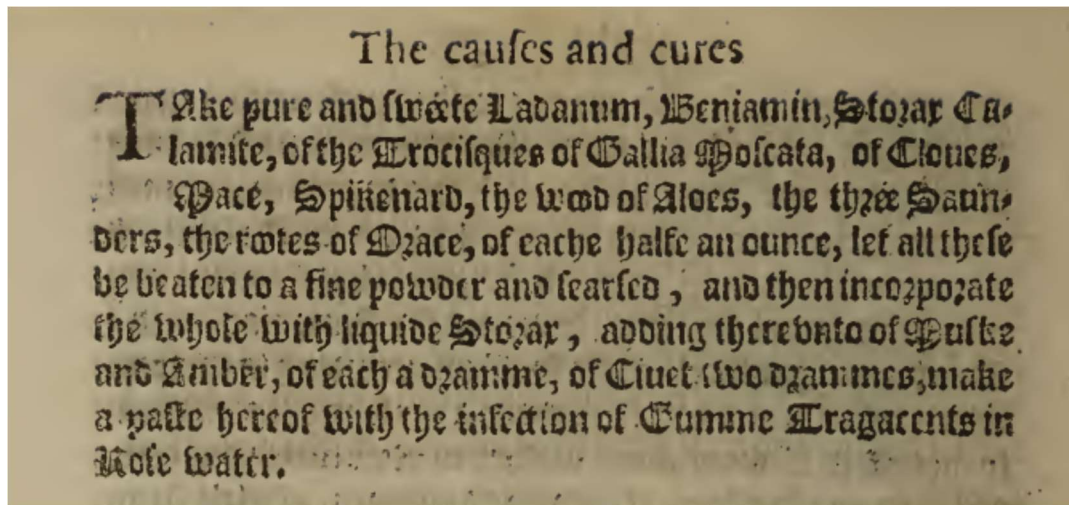 The cauſes and cures
TAke pure and ſweete Ladanum, Beniamin, Storax Ca-
lamite, of the Trociſques of Gallia Moſcata, of Cloues,
Mace, Spikenard, the wood of Aloes, the three Saun-
ders, the rootes of Orace, of eache halfe an ounce, let all theſe
be beaten to a fine powder and ſearſed, and then incorporate
the whole with liquide Storax, adding therevnto of Muſke
and Amber, of each a dramme, of Ciuet two drammes, make
a paſte hereof with the infection of Gumme Tragacents in
Roſe water.